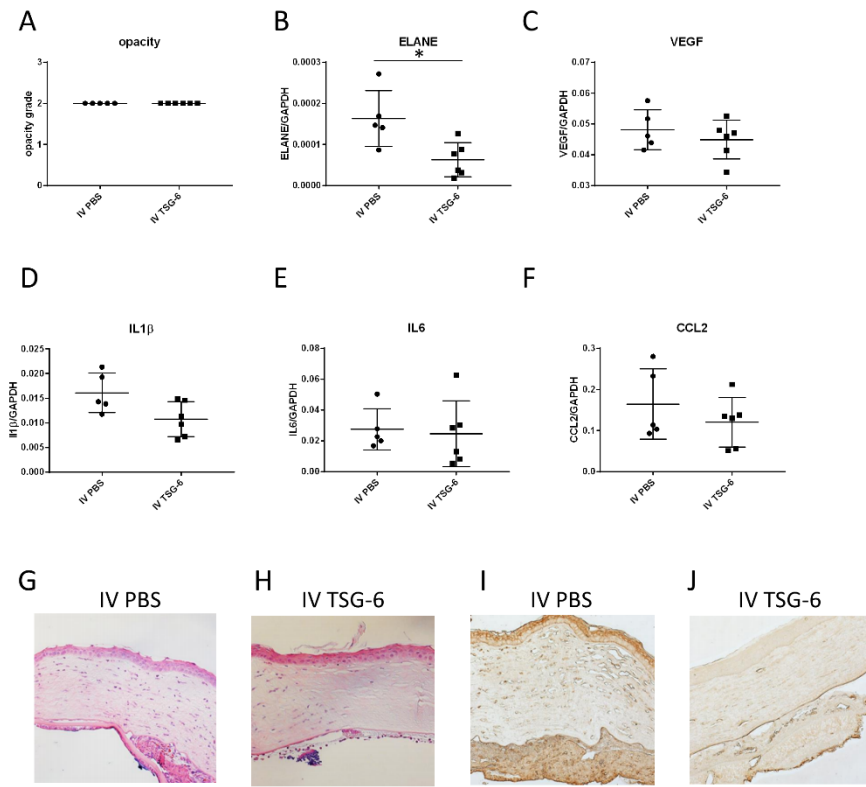 A
opacity
opacity grade
3
2
1
0
IV PBS
IV TSG-6
B
ELANE
*
ELANE/GAPDH
0.0003
0.0002
0.0001
0.0000
IV PBS
IV TSG-6
C
VEGF
VEGF/GAPDH
0.07
0.06
0.05
0.04
0.03
IV PBS
IV TSG-6
D
IL1β
Il1β/GAPDH
0.025
0.020
0.015
0.010
0.005
0.000
IV PBS
IV TSG-6
E
IL6
IL6/GAPDH
0.08
0.06
0.04
0.02
0.00
IV PBS
IV TSG-6
F
CCL2
CCL2/GAPDH
0.3
0.2
0.1
0.0
IV PBS
IV TSG-6
G
IV PBS
H
IV TSG-6
I
IV PBS
J
IV TSG-6